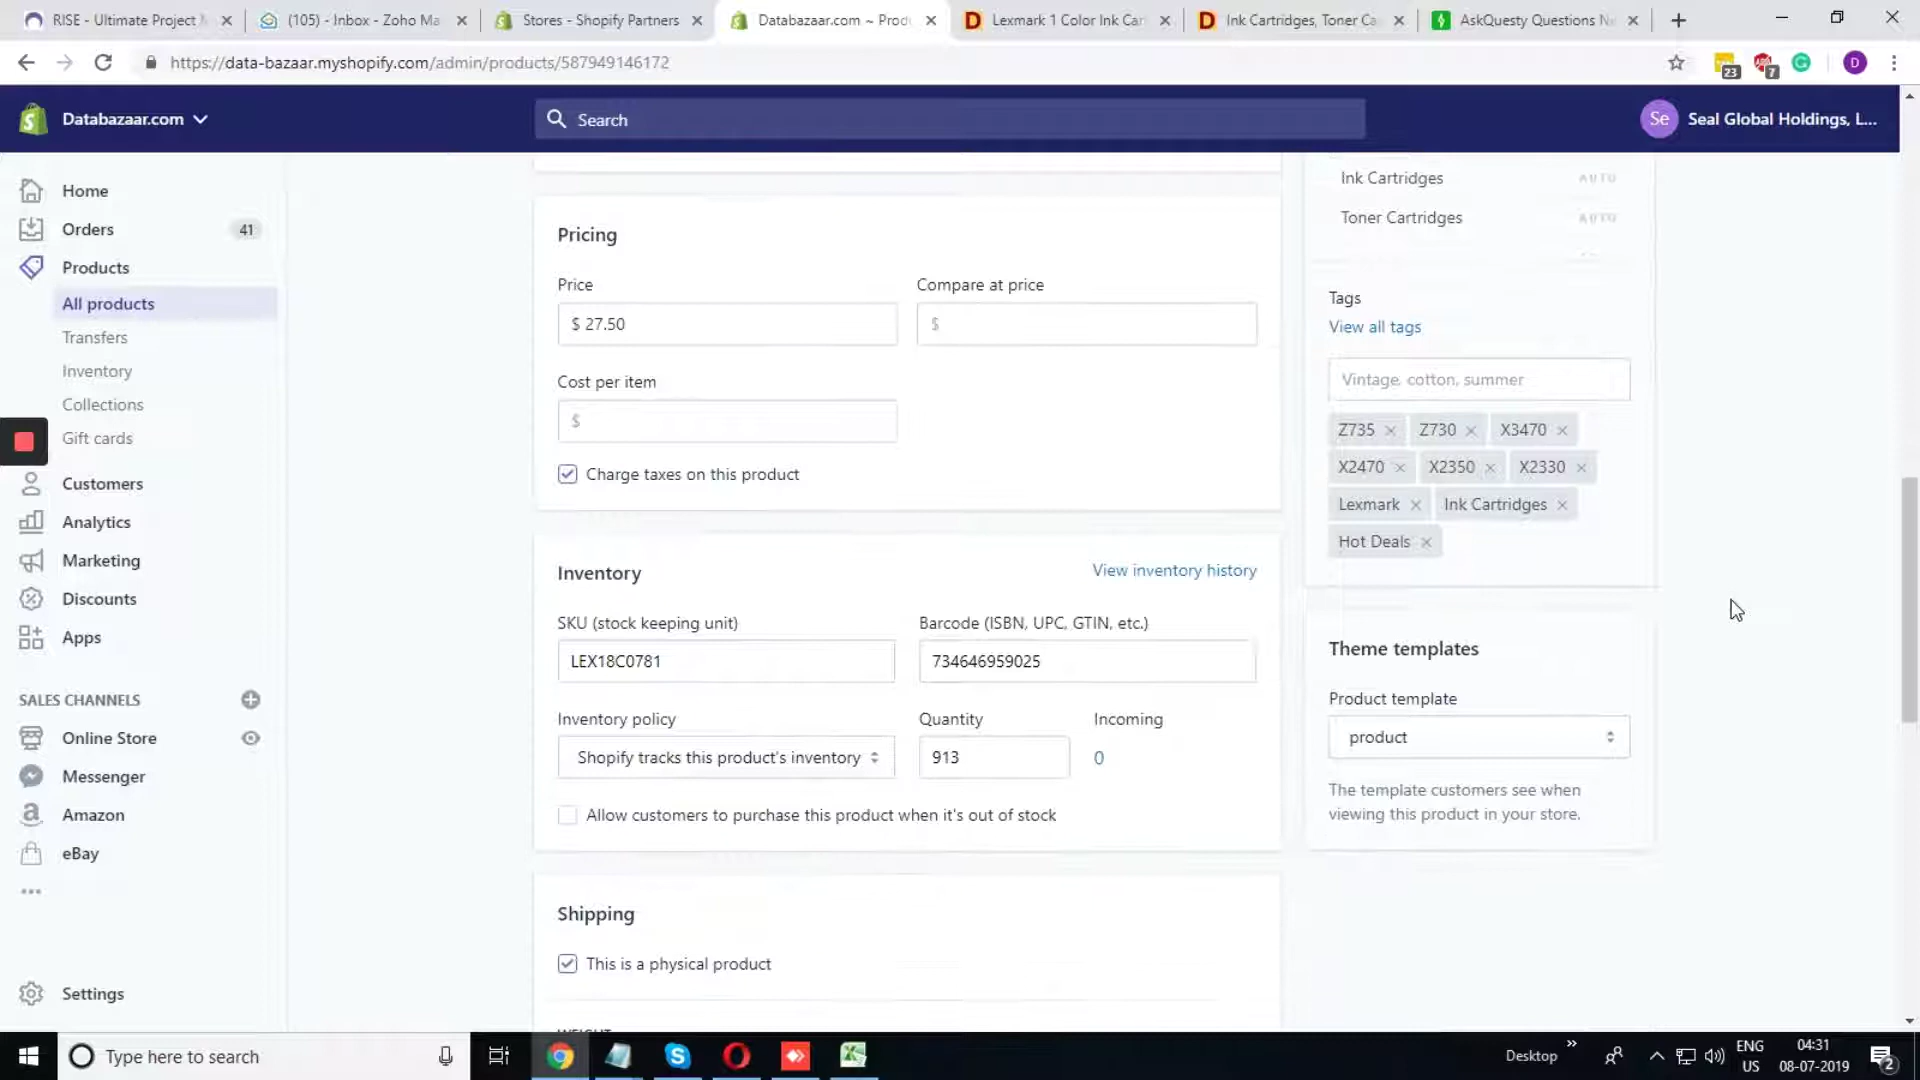 RISE - Ultimate Project M
(105) - Inbox - Zoho Ma
Stores - Shopify Partners
Databazaar.com ~ Produ
Lexmark 1 Color Ink Car
Ink Cartridges, Toner Ca
AskQuesty Questions N
https://data-bazaar.myshopify.com/admin/products/587949146172
23
7
D
Databazaar.com
Search
Se
Seal Global Holdings, L...
Home
Orders
41
Products
All products
Transfers
Inventory
Collections
Gift cards
Customers
Analytics
Marketing
Discounts
Apps
SALES CHANNELS
Online Store
Messenger
Amazon
eBay
Settings
Pricing
Price
Compare at price
$ 27.50
$
Cost per item
$
Charge taxes on this product
Inventory
View inventory history
SKU (stock keeping unit)
Barcode (ISBN, UPC, GTIN, etc.)
LEX18C0781
734646959025
Inventory policy
Quantity
Incoming
Shopify tracks this product's inventory
913
0
Allow customers to purchase this product when it's out of stock
Shipping
This is a physical product
WEIGHT
Ink Cartridges
AUTO
Toner Cartridges
AUTO
Tags
View all tags
Vintage, cotton, summer
Z735 × Z730 × X3470 ×
X2470 × X2350 × X2330 ×
Lexmark × Ink Cartridges ×
Hot Deals ×
Theme templates
Product template
product
The template customers see when
viewing this product in your store.
Type here to search
Desktop
ENG
US
04:31
08-07-2019
2